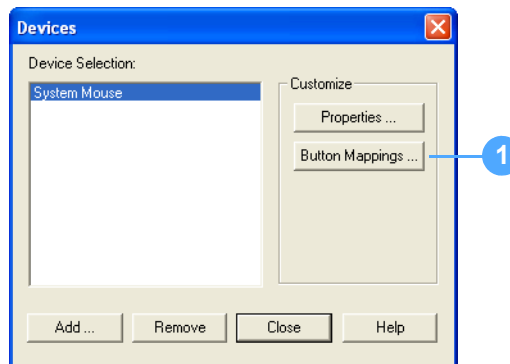 Devices
Device Selection:
System Mouse
Customize
Properties ...
Button Mappings ...
1
Add ...
Remove
Close
Help